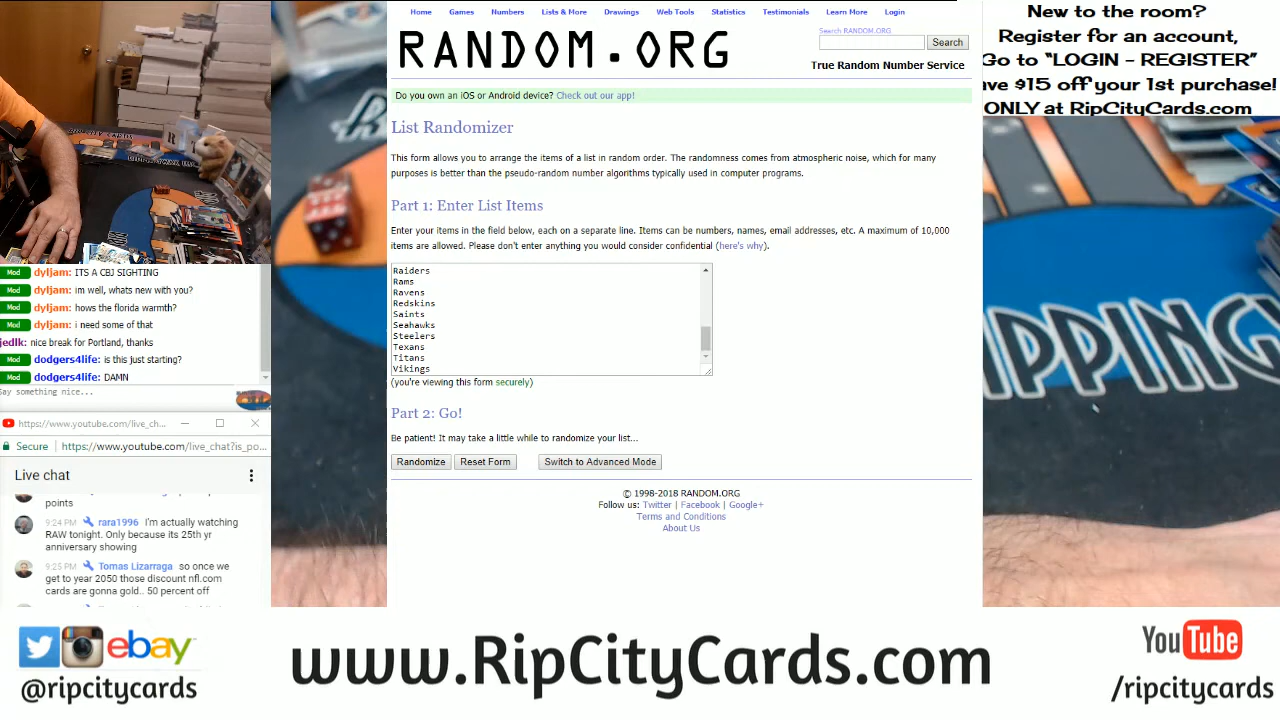 Home Games Numbers Lists & More Drawings Web Tools Statistics Testimonials Learn More Login
RANDOM.ORG
Search RANDOM.ORG
Search
True Random Number Service
Do you own an iOS or Android device? Check out our app!
List Randomizer
This form allows you to arrange the items of a list in random order. The randomness comes from atmospheric noise, which for many
purposes is better than the pseudo-random number algorithms typically used in computer programs.
Part 1: Enter List Items
Enter your items in the field below, each on a separate line. Items can be numbers, names, email addresses, etc. A maximum of 10,000
items are allowed. Please don't enter anything you would consider confidential (here's why).
Raiders
Rams
Ravens
Redskins
Saints
Seahawks
Steelers
Texans
Titans
Vikings
(you're viewing this form securely)
Part 2: Go!
Be patient! It may take a little while to randomize your list...
Randomize Reset Form Switch to Advanced Mode
© 1998-2018 RANDOM.ORG
Follow us: Twitter | Facebook | Google+
Terms and Conditions
About Us
New to the room?
Register for an account,
Go to “LOGIN - REGISTER”
ve $15 off your 1st purchase!
ONLY at RipCityCards.com
IPPING
Mod dyljam: ITS A CBJ SIGHTING
Mod dyljam: im well, whats new with you?
Mod dyljam: hows the florida warmth?
Mod dyljam: i need some of that
jedlk: nice break for Portland, thanks
Mod dodgers4life: is this just starting?
Mod dodgers4life: DAMN
Say something nice...
https://www.youtube.com/live_ch...
Secure https://www.youtube.com/live_chat?is_po...
Live chat
points
9:24 PM rara1996 I'm actually watching
RAW tonight. Only because its 25th yr
anniversary showing
9:25 PM Tomas Lizarraga so once we
get to year 2050 those discount nfl.com
cards are gonna gold.. 50 percent off
ebay
@ripcitycards
www.RipCityCards.com
YouTube
/ripcitycards